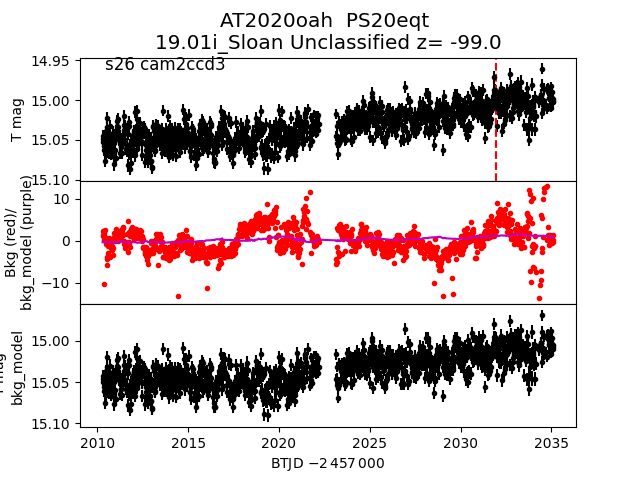 AT2020oah  PS20eqt
19.01i_Sloan Unclassified z= -99.0
s26 cam2ccd3
14.95
15.00
15.05
15.10
T mag
10
0
−10
Bkg (red)/
bkg_model (purple)
15.00
15.05
15.10
mag
bkg_model
2010
2015
2020
2025
2030
2035
BTJD −2 457 000